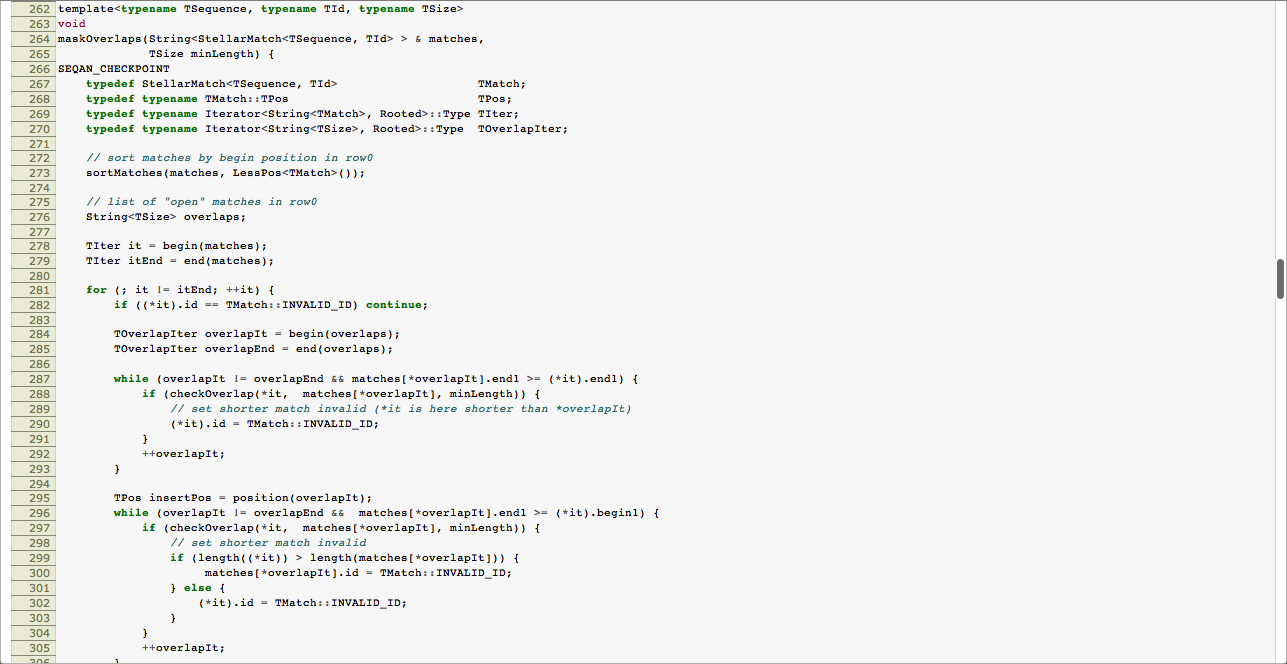 262 template<typename TSequence, typename TId, typename TSize>
263 void
264 maskOverlaps(String<StellarMatch<TSequence, TId> > & matches,
265              TSize minLength) {
266 SEQAN_CHECKPOINT
267     typedef StellarMatch<TSequence, TId>                    TMatch;
268     typedef typename TMatch::TPos                           TPos;
269     typedef typename Iterator<String<TMatch>, Rooted>::Type TIter;
270     typedef typename Iterator<String<TSize>, Rooted>::Type  TOverlapIter;
271
272     // sort matches by begin position in row0
273     sortMatches(matches, LessPos<TMatch>());
274
275     // list of "open" matches in row0
276     String<TSize> overlaps;
277
278     TIter it = begin(matches);
279     TIter itEnd = end(matches);
280
281     for (; it != itEnd; ++it) {
282         if ((*it).id == TMatch::INVALID_ID) continue;
283
284         TOverlapIter overlapIt = begin(overlaps);
285         TOverlapIter overlapEnd = end(overlaps);
286
287         while (overlapIt != overlapEnd && matches[*overlapIt].end1 >= (*it).end1) {
288             if (checkOverlap(*it,  matches[*overlapIt], minLength)) {
289                 // set shorter match invalid (*it is here shorter than *overlapIt)
290                 (*it).id = TMatch::INVALID_ID;
291             }
292             ++overlapIt;
293         }
294
295         TPos insertPos = position(overlapIt);
296         while (overlapIt != overlapEnd &&  matches[*overlapIt].end1 >= (*it).begin1) {
297             if (checkOverlap(*it,  matches[*overlapIt], minLength)) {
298                 // set shorter match invalid
299                 if (length((*it)) > length(matches[*overlapIt])) {
300                      matches[*overlapIt].id = TMatch::INVALID_ID;
301                 } else {
302                     (*it).id = TMatch::INVALID_ID;
303                 }
304             }
305             ++overlapIt;
306         }